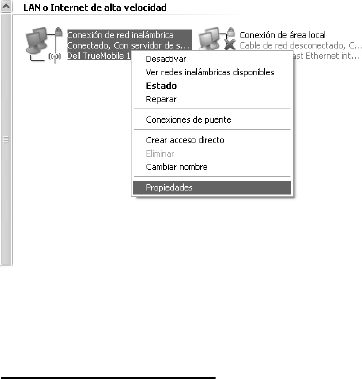 LAN o Internet de alta velocidad
Conexión de red inalámbrica
Conectado, Con servidor de s...
Dell TrueMobile 1
Conexión de área local
Cable de red desconectado, C...
ast Ethernet int...
Desactivar
Ver redes inalámbricas disponibles
Estado
Reparar
Conexiones de puente
Crear acceso directo
Eliminar
Cambiar nombre
Propiedades